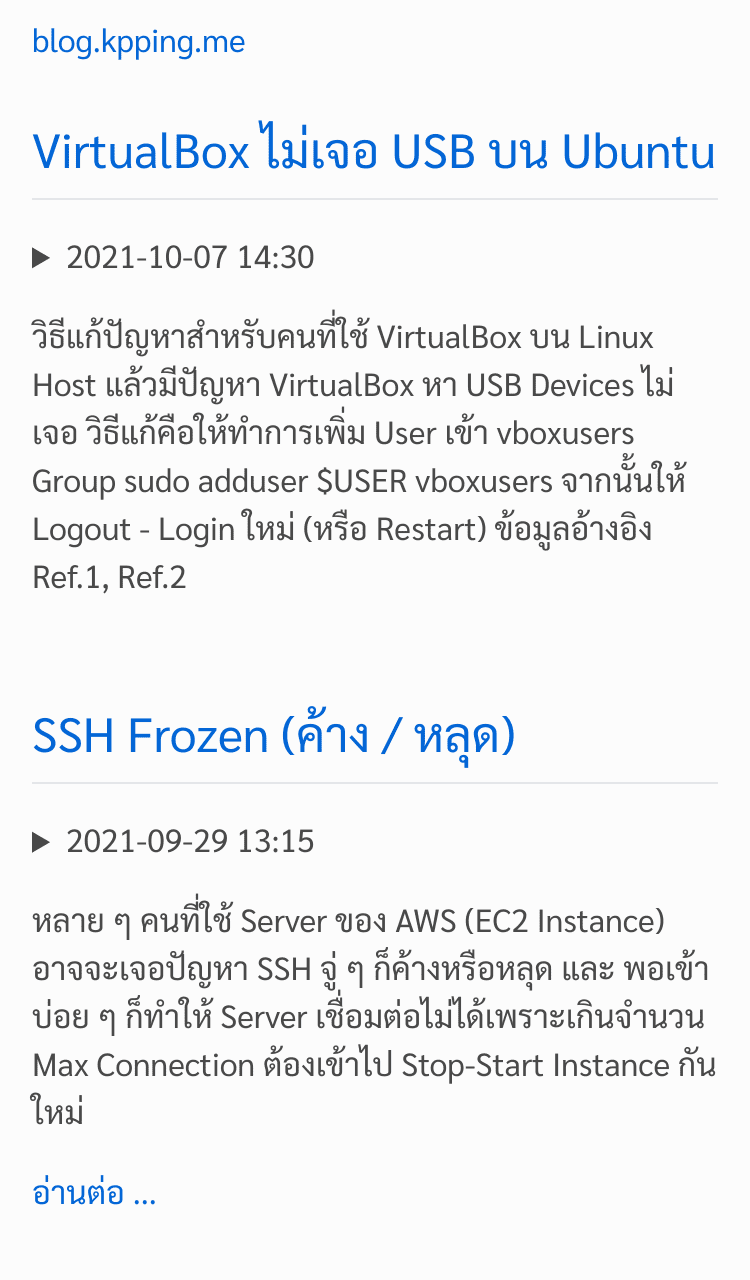 blog.kpping.me
VirtualBox ไม่เจอ USB บน Ubuntu
2021-10-07 14:30
วิธีแก้ปัญหาสำหรับคนที่ใช้ VirtualBox บน Linux
Host แล้วมีปัญหา VirtualBox หา USB Devices ไม่
เจอ วิธีแก้คือให้ทำการเพิ่ม User เข้า vboxusers
Group sudo adduser $USER vboxusers จากนั้นให้
Logout - Login ใหม่ (หรือ Restart) ข้อมูลอ้างอิง
Ref.1, Ref.2
SSH Frozen (ค้าง / หลุด)
2021-09-29 13:15
หลาย ๆ คนที่ใช้ Server ของ AWS (EC2 Instance)
อาจจะเจอปัญหา SSH จู่ ๆ ก็ค้างหรือหลุด และ พอเข้า
บ่อย ๆ ก็ทำให้ Server เชื่อมต่อไม่ได้เพราะเกินจำนวน
Max Connection ต้องเข้าไป Stop-Start Instance กัน
ใหม่
อ่านต่อ ...